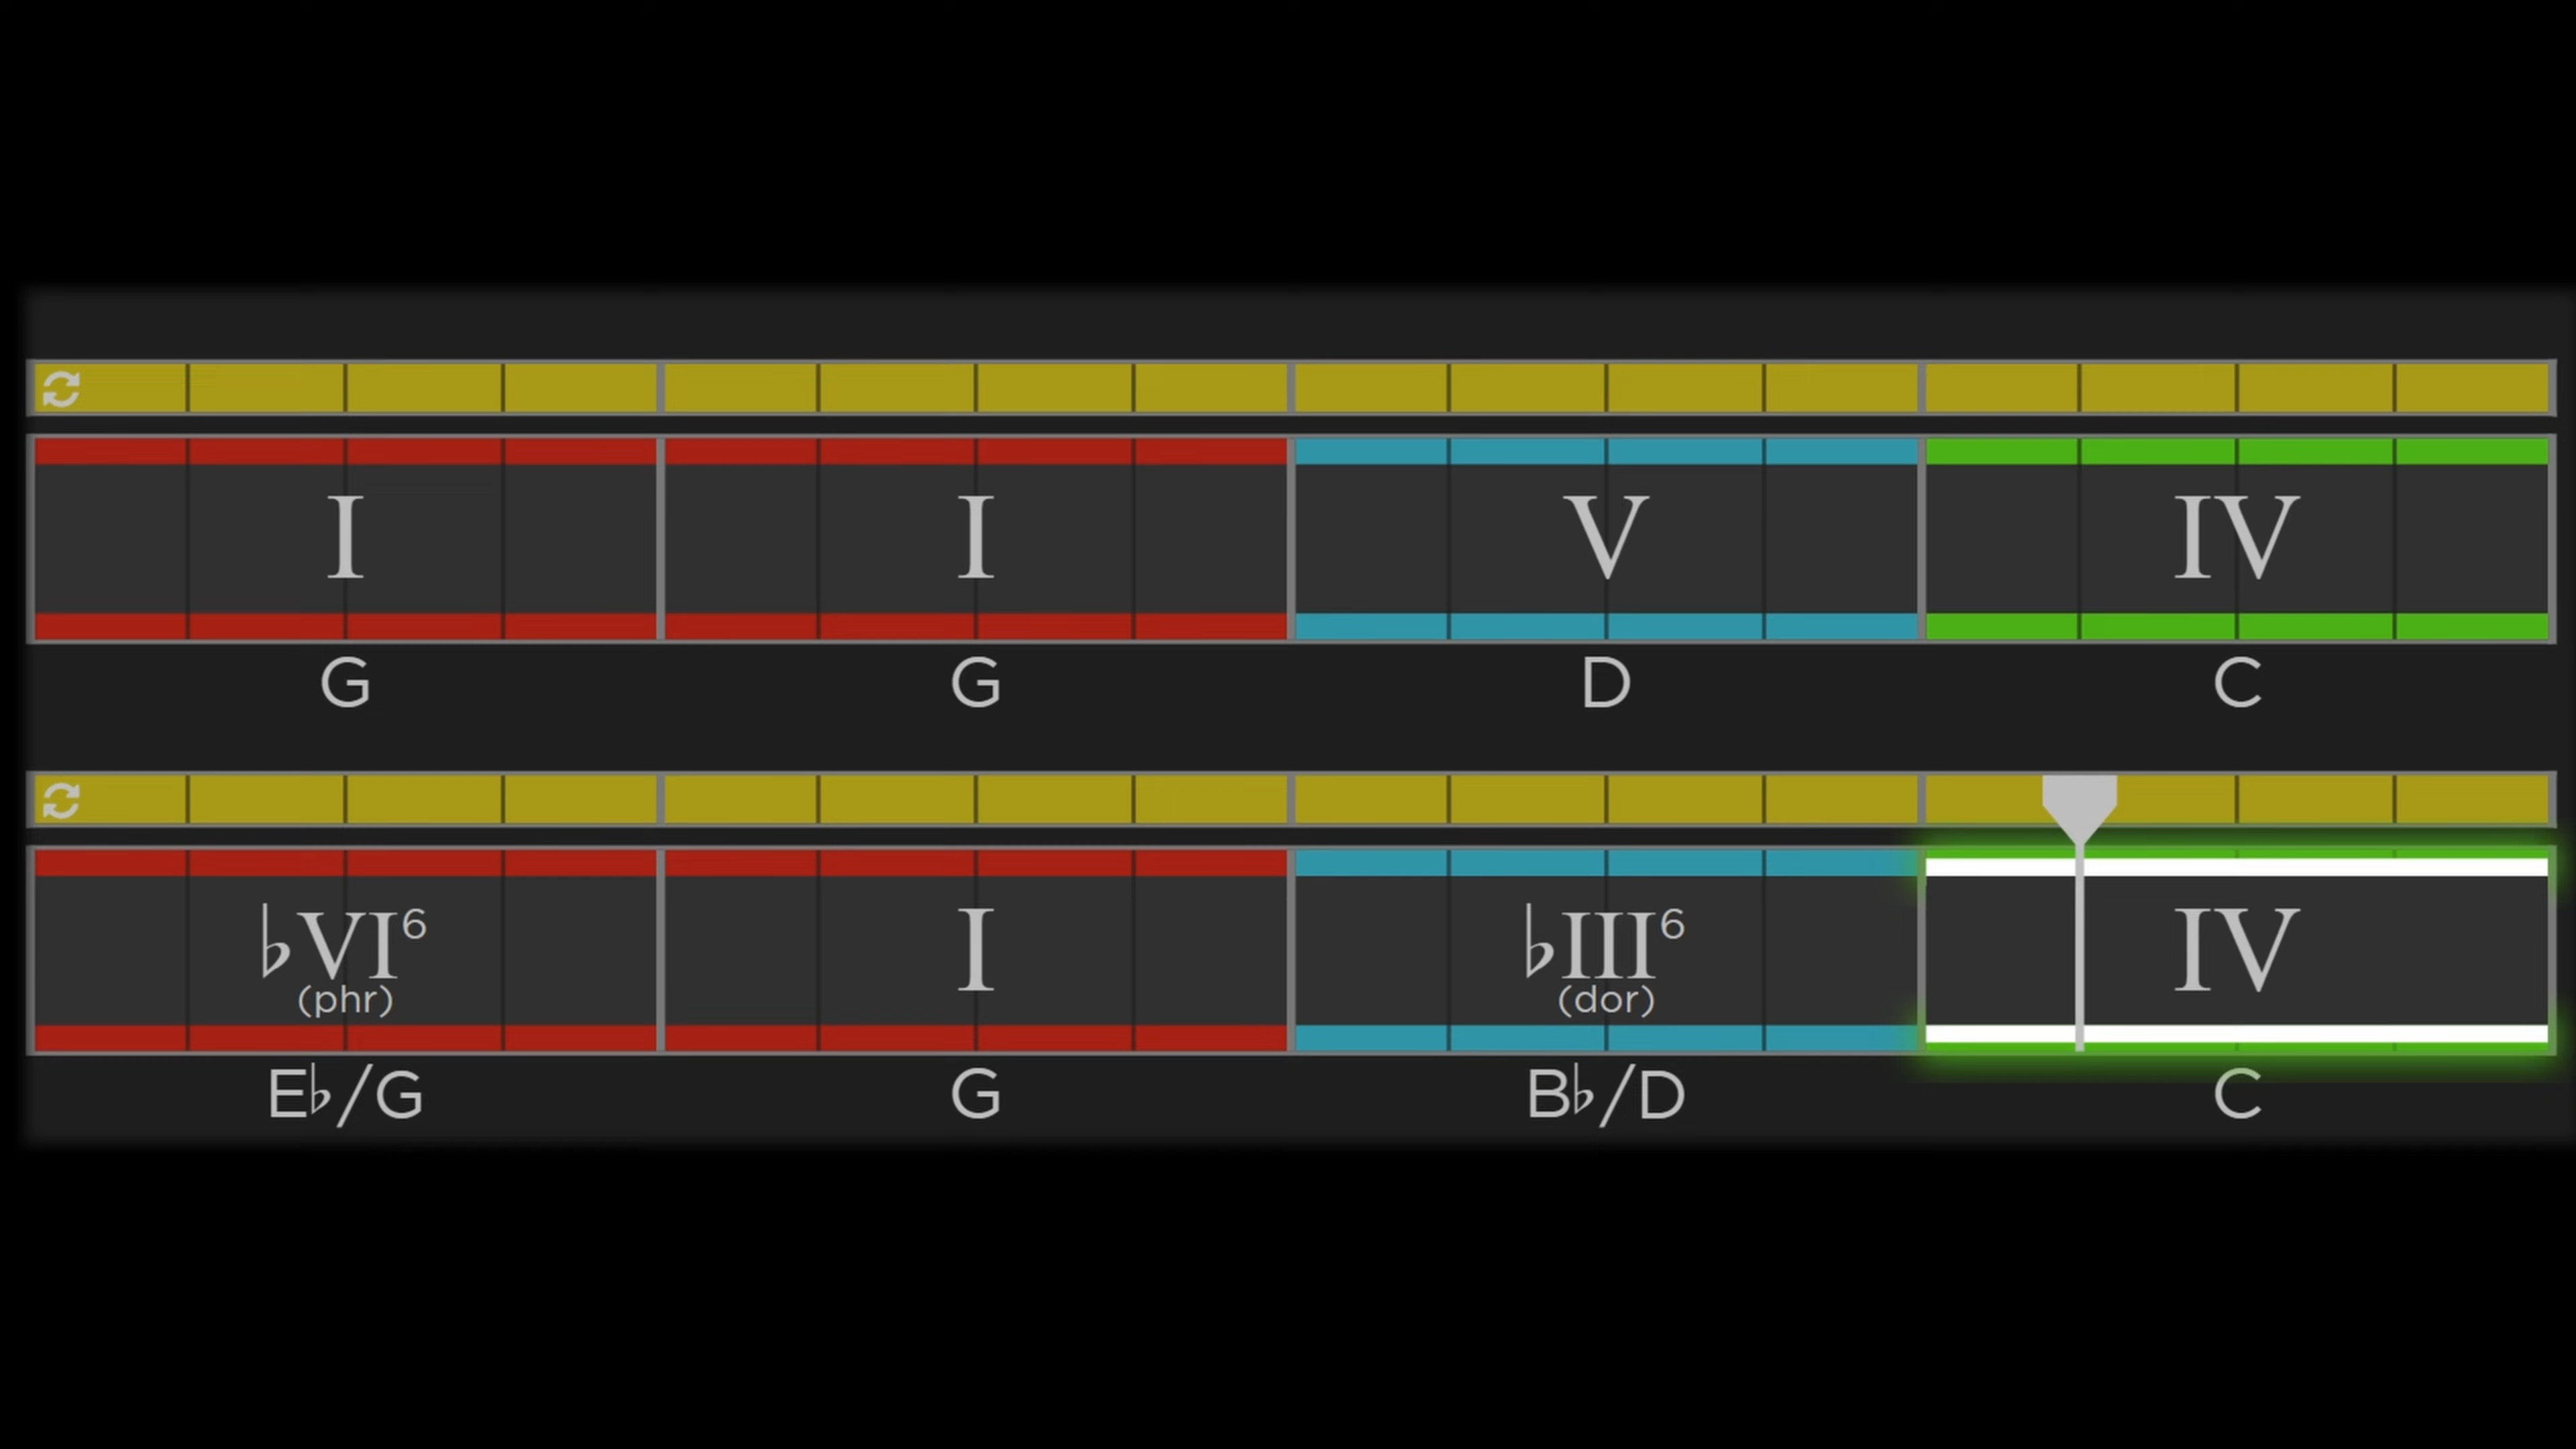 I I V IV
G G D C
♭VI⁶ I ♭III⁶ IV
(phr) (dor)
E♭/G G B♭/D C